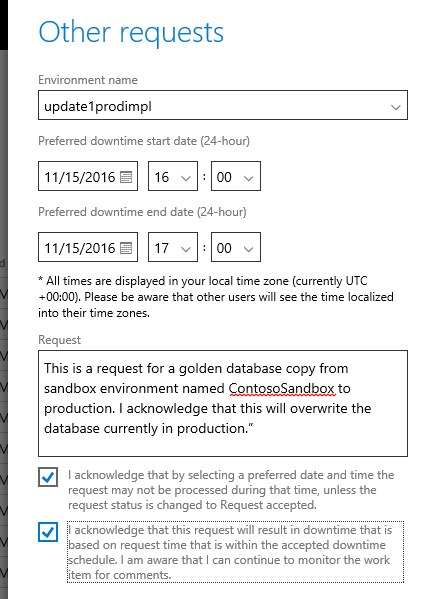 Other requests
Environment name
update1prodimpl
Preferred downtime start date (24-hour)
11/15/2016 16 : 00
Preferred downtime end date (24-hour)
11/15/2016 17 : 00
* All times are displayed in your local time zone (currently UTC
+00:00). Please be aware that other users will see the time localized
into their time zones.
Request
This is a request for a golden database copy from
sandbox environment named ContosoSandbox to
production. I acknowledge that this will overwrite the
database currently in production.”
I acknowledge that by selecting a preferred date and time the
request may not be processed during that time, unless the
request status is changed to Request accepted.
I acknowledge that this request will result in downtime that is
based on request time that is within the accepted downtime
schedule. I am aware that I can continue to monitor the work
item for comments.